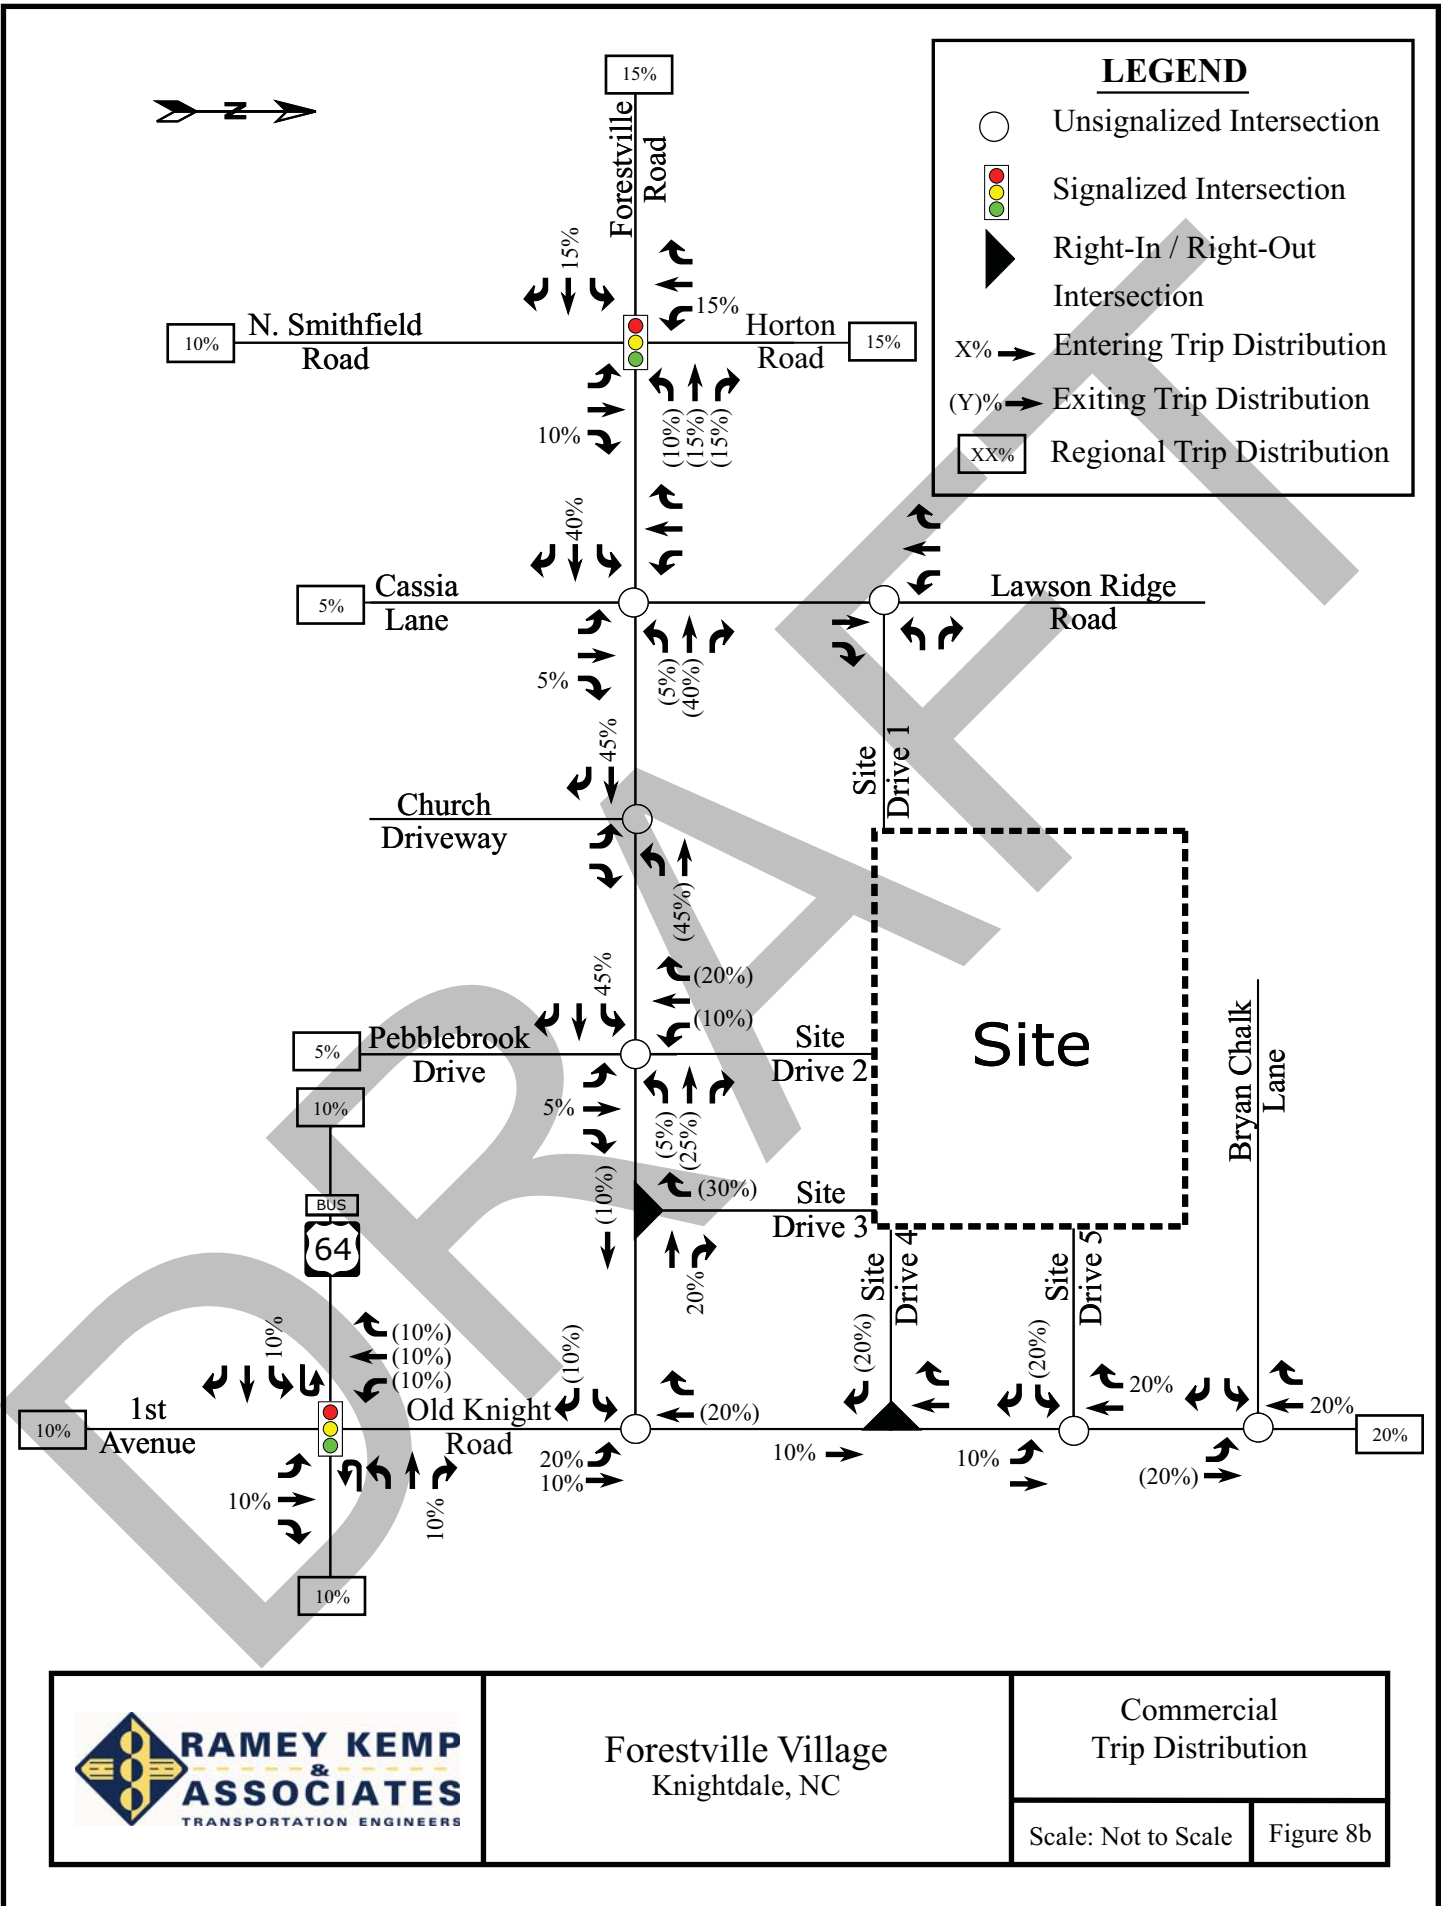 15%
Forestville
Road
N
LEGEND
Unsignalized Intersection
Signalized Intersection
Right-In / Right-Out
Intersection
X% Entering Trip Distribution
(Y)% Exiting Trip Distribution
XX% Regional Trip Distribution
15%
15%
10%
N. Smithfield
Road
Horton
Road
15%
10%
(10%)
(15%)
(15%)
40%
5%
Cassia
Lane
Lawson Ridge
Road
5%
(5%)
(40%)
45%
Site
Drive 1
Church
Driveway
(45%)
45%
(20%)
(10%)
5%
Pebblebrook
Drive
Site
Drive 2
Site
Bryan Chalk
Lane
10%
5%
(5%)
(25%)
(10%)
(30%)
Site
Drive 3
BUS
64
20%
Site
Drive 4
Site
Drive 5
10%
(10%)
(10%)
(10%)
(10%)
(20%)
(20%)
10%
1st
Avenue
Old Knight
Road
(20%)
20%
20%
20%
20%
10%
10%
10%
(20%)
10%
10%
10%
DRAFT
RAMEY KEMP
&
ASSOCIATES
TRANSPORTATION ENGINEERS
Forestville Village
Knightdale, NC
Commercial
Trip Distribution
Scale: Not to Scale
Figure 8b